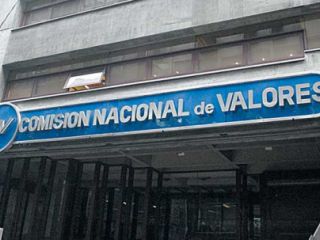 COMISION NACIONAL de VALORES